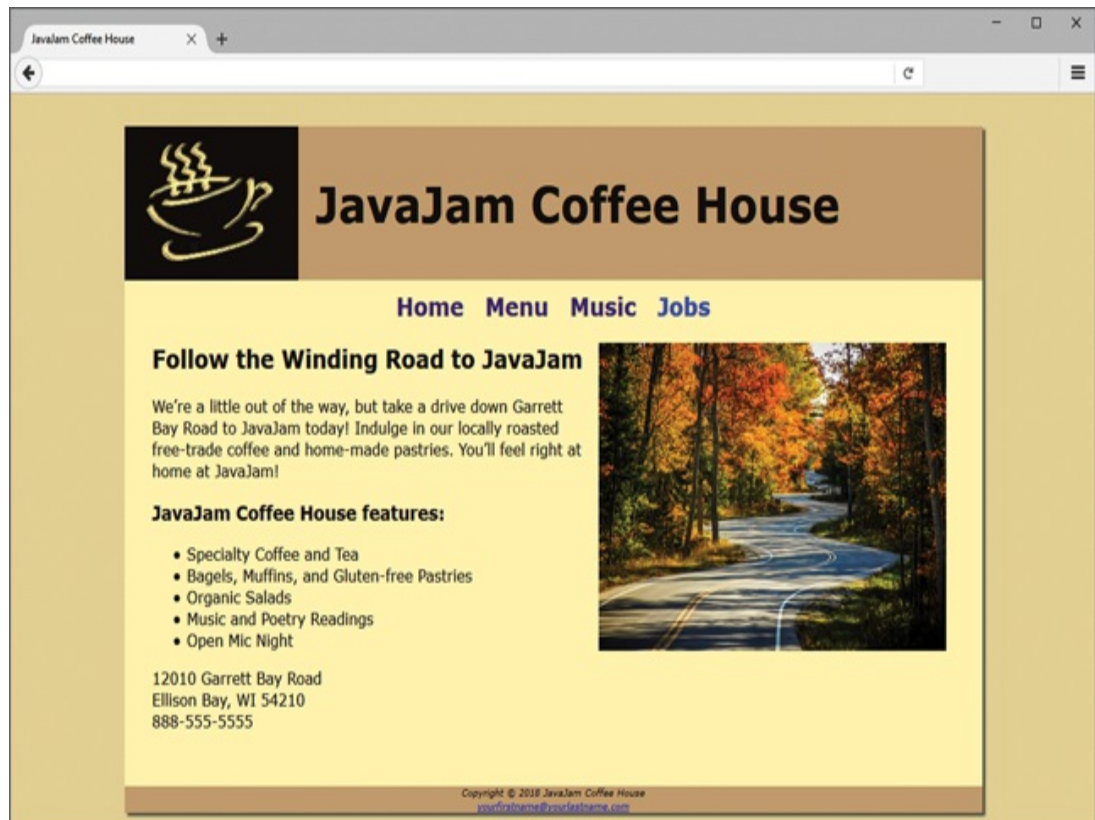 JavaJam Coffee House
JavaJam Coffee House
Home Menu Music Jobs
Follow the Winding Road to JavaJam
We're a little out of the way, but take a drive down Garrett
Bay Road to JavaJam today! Indulge in our locally roasted
free-trade coffee and home-made pastries. You'll feel right at
home at JavaJam!
JavaJam Coffee House features:
• Specialty Coffee and Tea
• Bagels, Muffins, and Gluten-free Pastries
• Organic Salads
• Music and Poetry Readings
• Open Mic Night
12010 Garrett Bay Road
Ellison Bay, WI 54210
888-555-5555
Copyright © 2018 JavaJam Coffee House
yourfirstname@yourlastname.com